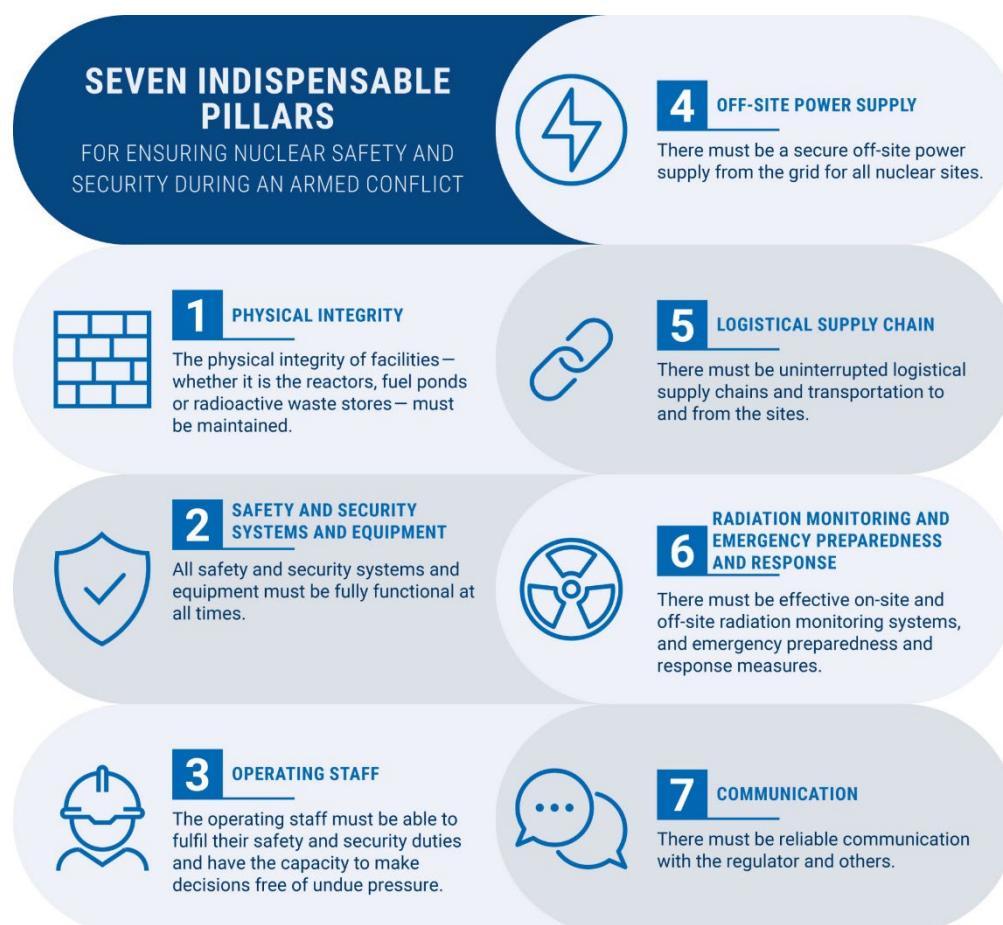 SEVEN INDISPENSABLE
PILLARS
FOR ENSURING NUCLEAR SAFETY AND
SECURITY DURING AN ARMED CONFLICT
1
PHYSICAL INTEGRITY
The physical integrity of facilities—
whether it is the reactors, fuel ponds
or radioactive waste stores— must
be maintained.
2
SAFETY AND SECURITY
SYSTEMS AND EQUIPMENT
All safety and security systems and
equipment must be fully functional at
all times.
3
OPERATING STAFF
The operating staff must be able to
fulfil their safety and security duties
and have the capacity to make
decisions free of undue pressure.
4
OFF-SITE POWER SUPPLY
There must be a secure off-site power
supply from the grid for all nuclear sites.
5
LOGISTICAL SUPPLY CHAIN
There must be uninterrupted logistical
supply chains and transportation to
and from the sites.
6
RADIATION MONITORING AND
EMERGENCY PREPAREDNESS
AND RESPONSE
There must be effective on-site and
off-site radiation monitoring systems,
and emergency preparedness and
response measures.
7
COMMUNICATION
There must be reliable communication
with the regulator and others.